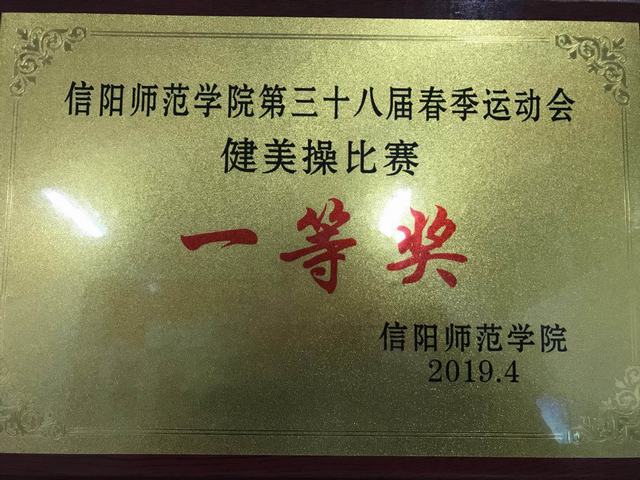 信阳师范学院第三十八届春季运动会
健美操比赛
一等奖
信阳师范学院
2019.4